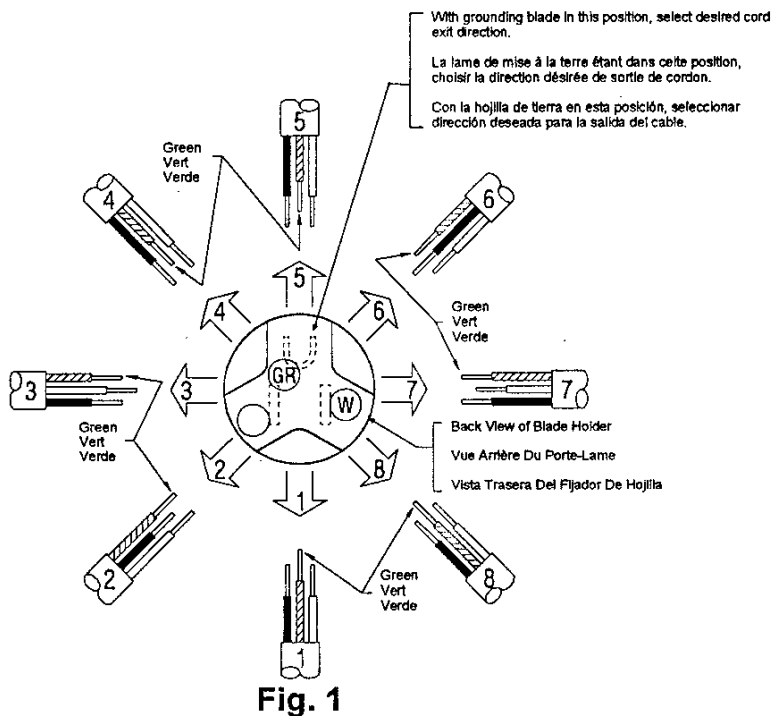 With grounding blade in this position, select desired cord
exit direction.
La lame de mise à la terre étant dans cette position,
choisir la direction désirée de sortie de cordon.
Con la hojilla de tierra en esta posición, seleccionar
dirección deseada para la salida del cable.
5
Green
Vert
Verde
4
6
5
4
6
Green
Vert
Verde
GR
3
3
7
7
W
Green
Vert
Verde
Back View of Blade Holder
Vue Arrière Du Porte-Lame
Vista Trasera Del Fijador De Hojilla
2
8
1
2
8
Green
Vert
Verde
1
Fig. 1